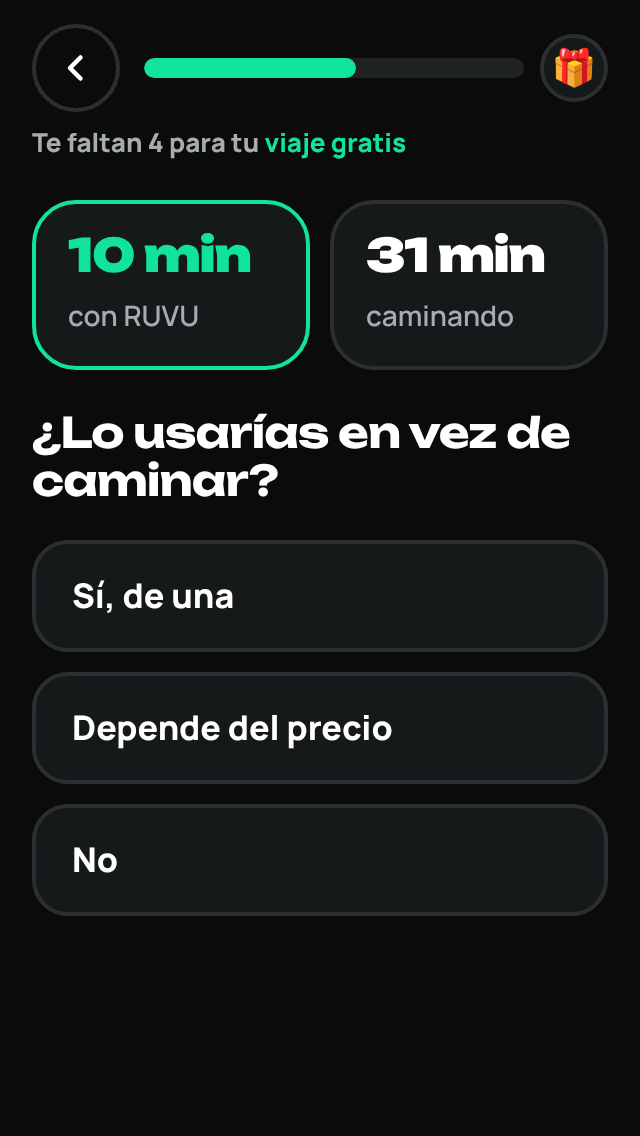 Te faltan 4 para tu viaje gratis
10 min
con RUVU
31 min
caminando
¿Lo usarías en vez de
caminar?
Sí, de una
Depende del precio
No